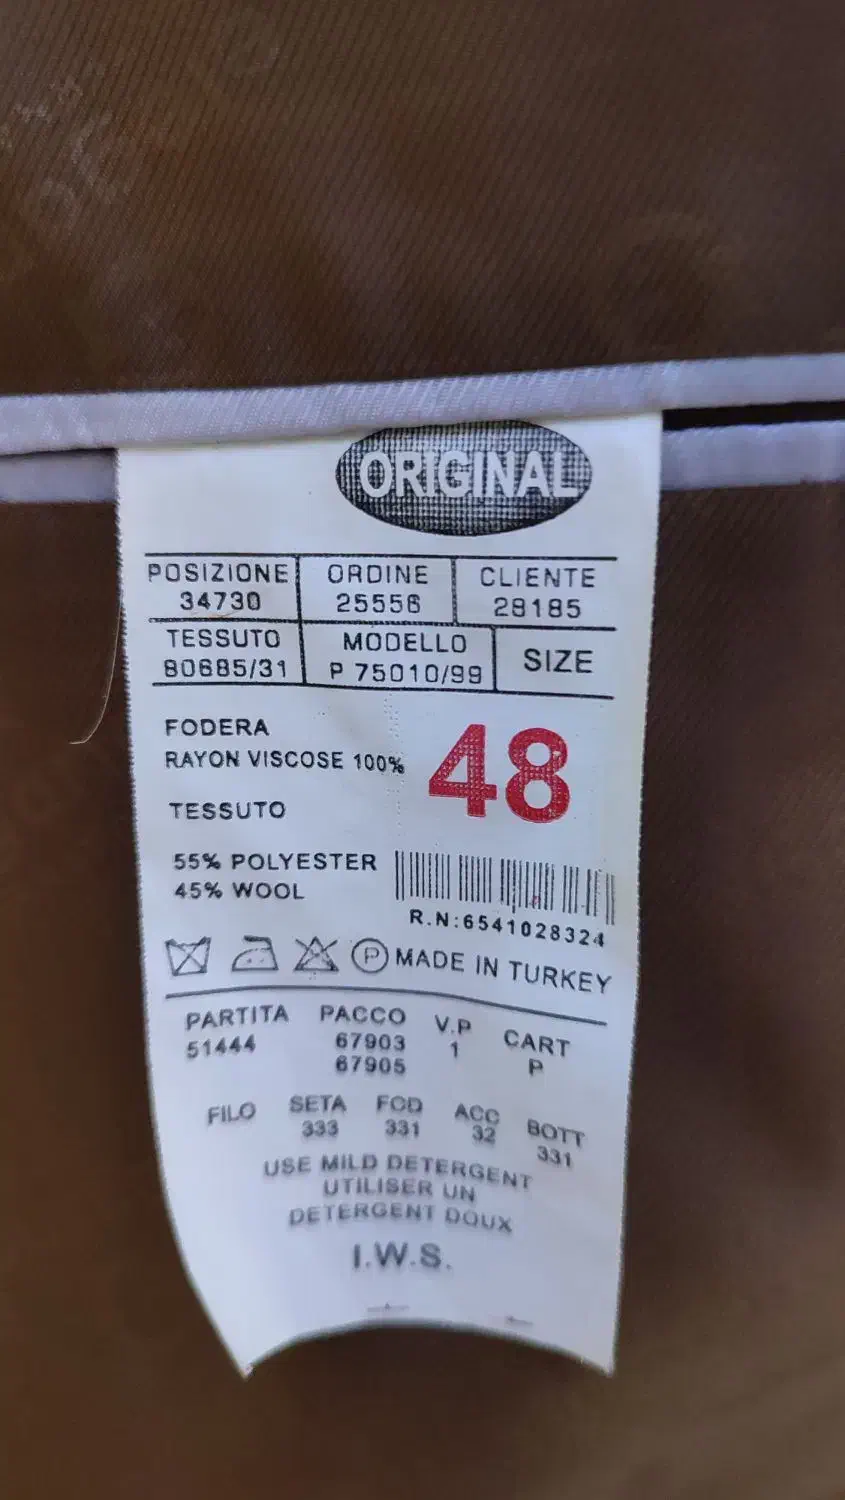 ORIGINAL
POSIZIONE ORDINE CLIENTE
34730 25556 28185
TESSUTO MODELLO SIZE
80685/31 P 75010/99
FODERA
RAYON VISCOSE 100%
48
TESSUTO
55% POLYESTER
45% WOOL
R.N:6541028324
P MADE IN TURKEY
PARTITA PACCO V.P CART
51444 67903 1 P
67905
FILO SETA FOD ACC BOTT
333 331 32 331
USE MILD DETERGENT
UTILISER UN
DETERGENT DOUX
I.W.S.